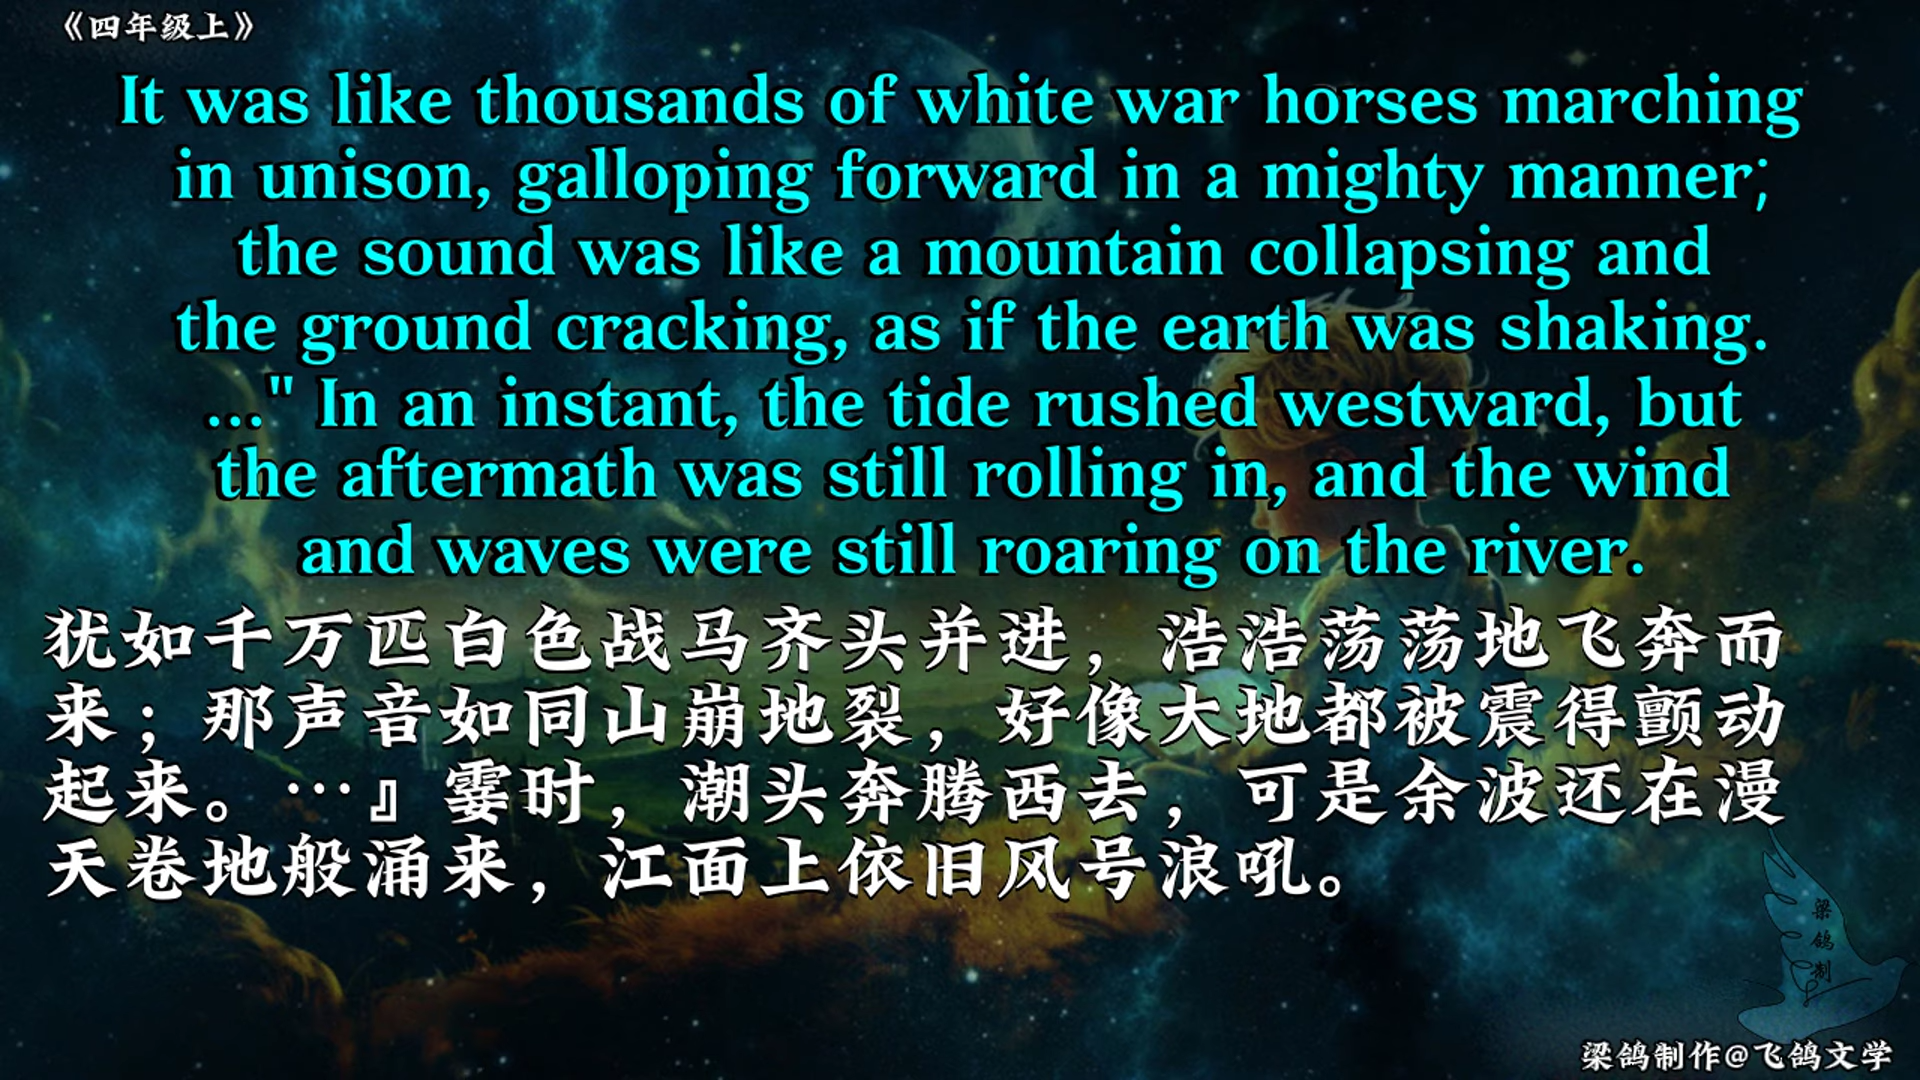 《四年级上》
It was like thousands of white war horses marching
in unison, galloping forward in a mighty manner;
the sound was like a mountain collapsing and
the ground cracking, as if the earth was shaking.
..." In an instant, the tide rushed westward, but
the aftermath was still rolling in, and the wind
and waves were still roaring on the river.
犹如千万匹白色战马齐头并进，浩浩荡荡地飞奔而
来；那声音如同山崩地裂，好像大地都被震得颤动
起来。…』霎时，潮头奔腾西去，可是余波还在漫
天卷地般涌来，江面上依旧风号浪吼。
梁
鸽
制
梁鸽制作@飞鸽文学